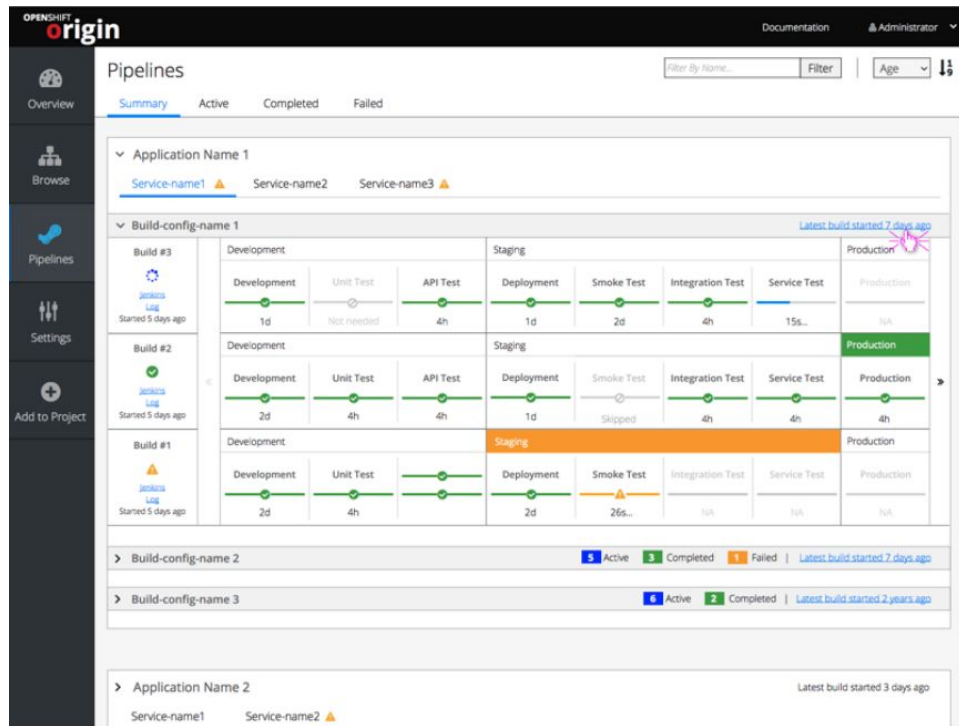 OPENSHIFT
origin
Documentation Administrator
Overview
Browse
Pipelines
Settings
Add to Project
Pipelines
Filter By Name... Filter Age
Summary Active Completed Failed
Application Name 1
Service-name1 Service-name2 Service-name3
Build-config-name 1 Latest build started 7 days ago
Build #3 Development Staging Production
Development Unit Test API Test Deployment Smoke Test Integration Test Service Test Production
Jenkins
Log
Started 5 days ago 1d Not needed 4h 1d 2d 4h 15s... NA
Build #2 Development Staging Production
Development Unit Test API Test Deployment Smoke Test Integration Test Service Test Production
Jenkins
Log
Started 5 days ago 2d 4h 4h 1d Skipped 4h 4h 4h
Build #1 Development Staging Production
Development Unit Test Deployment Smoke Test Integration Test Service Test Production
Jenkins
Log
Started 5 days ago 2d 4h 2d 26s... NA NA NA
Build-config-name 2 5 Active 3 Completed 1 Failed | Latest build started 7 days ago
Build-config-name 3 6 Active 2 Completed | Latest build started 2 years ago
Application Name 2 Latest build started 3 days ago
Service-name1 Service-name2